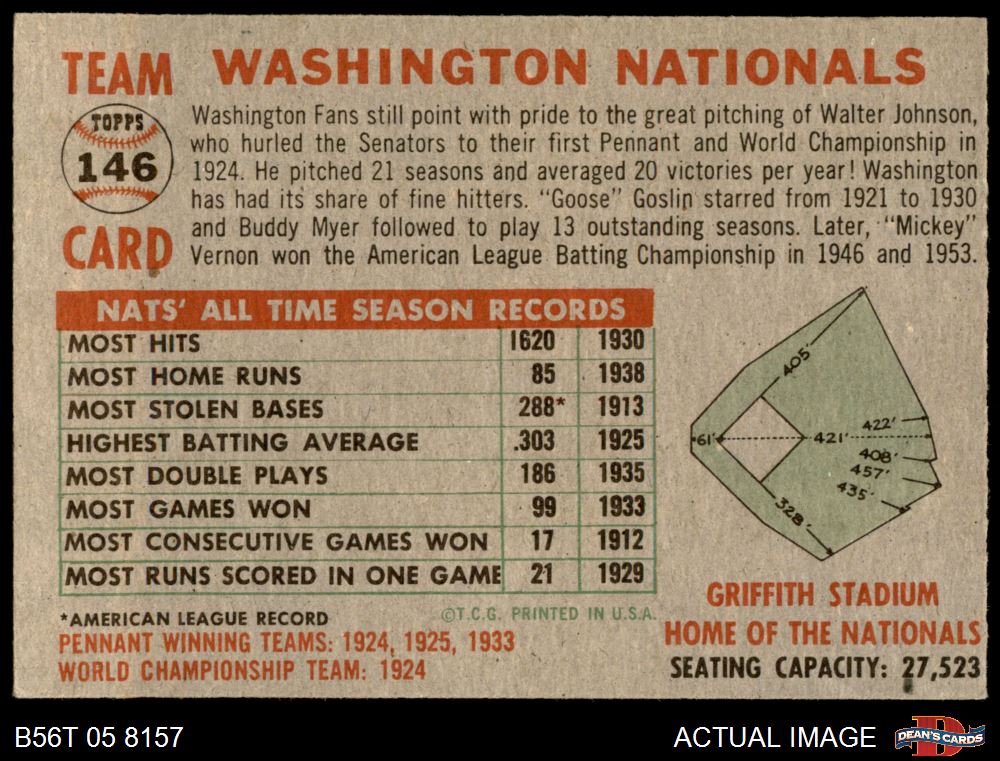 TEAM
CARD
TOPPS
146
WASHINGTON NATIONALS
Washington Fans still point with pride to the great pitching of Walter Johnson,
who hurled the Senators to their first Pennant and World Championship in
1924. He pitched 21 seasons and averaged 20 victories per year! Washington
has had its share of fine hitters. "Goose" Goslin starred from 1921 to 1930
and Buddy Myer followed to play 13 outstanding seasons. Later, "Mickey"
Vernon won the American League Batting Championship in 1946 and 1953.
NATS' ALL TIME SEASON RECORDS
MOST HITS 1620 1930
MOST HOME RUNS 85 1938
MOST STOLEN BASES 288* 1913
HIGHEST BATTING AVERAGE .303 1925
MOST DOUBLE PLAYS 186 1935
MOST GAMES WON 99 1933
MOST CONSECUTIVE GAMES WON 17 1912
MOST RUNS SCORED IN ONE GAME 21 1929
*AMERICAN LEAGUE RECORD
©T.C.G. PRINTED IN U.S.A.
PENNANT WINNING TEAMS: 1924, 1925, 1933
WORLD CHAMPIONSHIP TEAM: 1924
405'
422'
61'
421'
408'
457'
435'
328'
GRIFFITH STADIUM
HOME OF THE NATIONALS
SEATING CAPACITY: 27,523
B56T 05 8157
ACTUAL IMAGE
DEAN'S CARDS